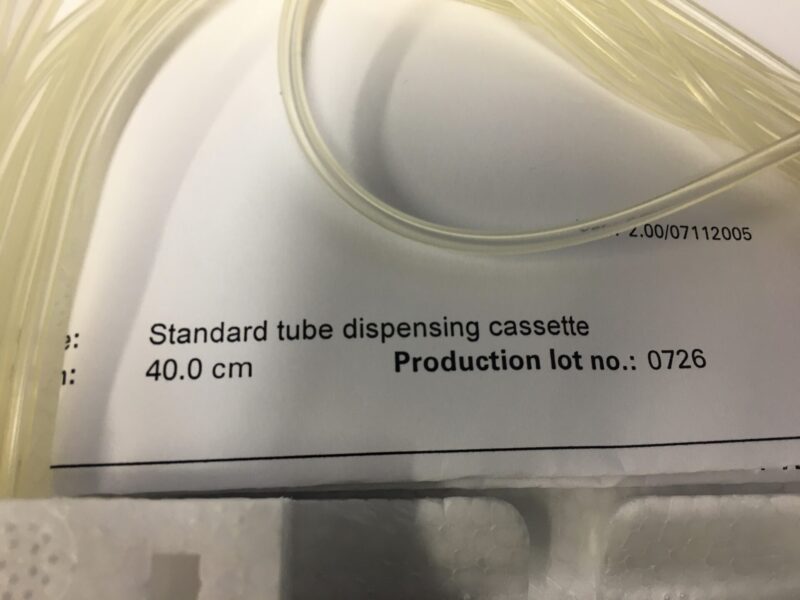 2.00/07112005
Standard tube dispensing cassette
40.0 cm Production lot no.: 0726